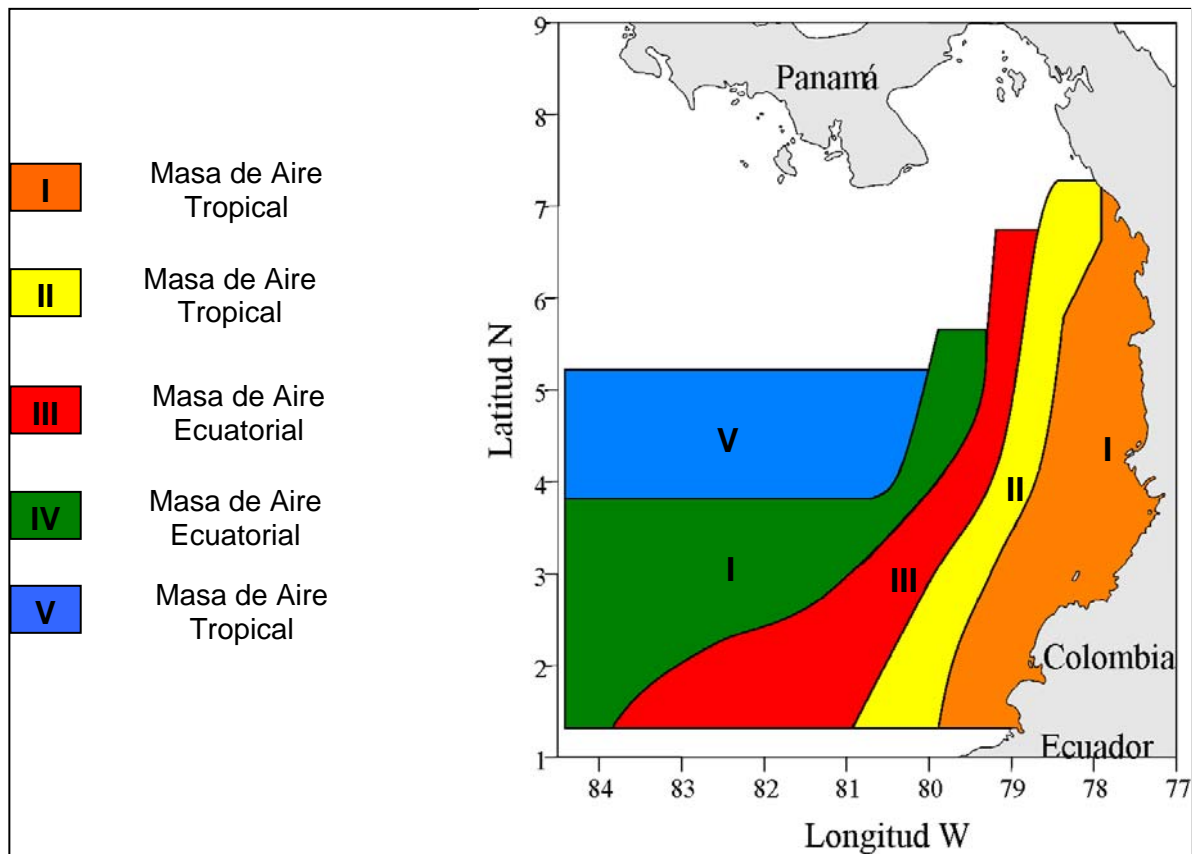 I
Masa de Aire
Tropical
II
Masa de Aire
Tropical
III
Masa de Aire
Ecuatorial
IV
Masa de Aire
Ecuatorial
V
Masa de Aire
Tropical
9
8
7
6
5
4
3
2
1
Latitud N
Panamá
V
I
II
I
III
Colombia
Ecuador
84 83 82 81 80 79 78 77
Longitud W